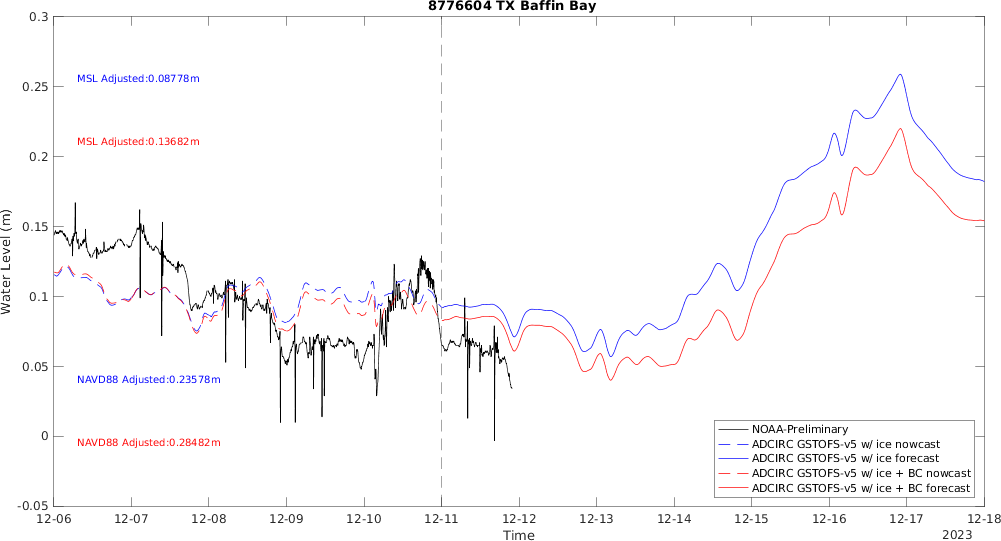 8776604 TX Baffin Bay
0.3
0.25
0.2
0.15
0.1
0.05
0
-0.05
Water Level (m)
MSL Adjusted:0.08778m
MSL Adjusted:0.13682m
NAVD88 Adjusted:0.23578m
NAVD88 Adjusted:0.28482m
NOAA-Preliminary
ADCIRC GSTOFS-v5 w/ ice nowcast
ADCIRC GSTOFS-v5 w/ ice forecast
ADCIRC GSTOFS-v5 w/ ice + BC nowcast
ADCIRC GSTOFS-v5 w/ ice + BC forecast
12-06 12-07 12-08 12-09 12-10 12-11 12-12 12-13 12-14 12-15 12-16 12-17 12-18
Time
2023